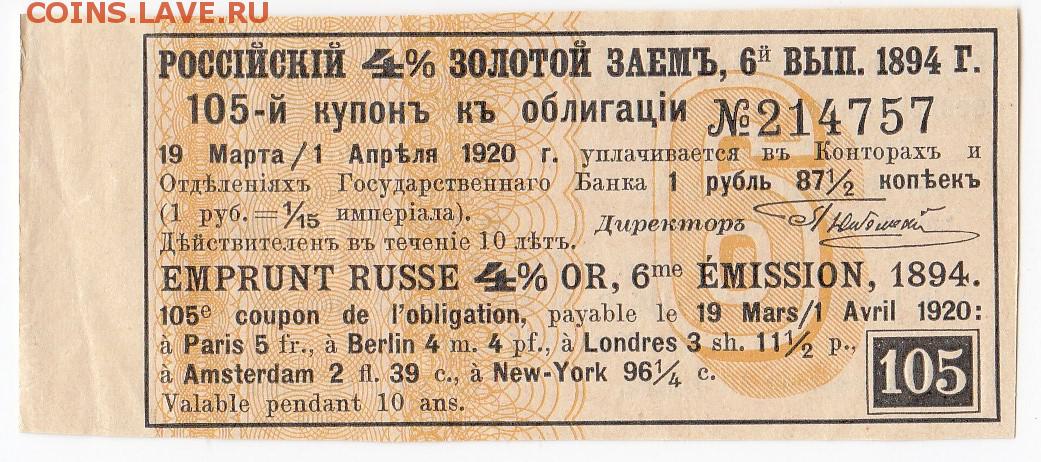 COINS.LAVE.RU
РОССІЙСКІЙ 4% ЗОЛОТОЙ ЗАЕМЪ, 6й ВЫП. 1894 Г.
105-й купонъ къ облигаціи №214757
19 Марта/1 Апрѣля 1920 г. уплачивается въ Конторахъ и
Отдѣленіяхъ Государственнаго Банка 1 рубль 87½ копѣекъ
(1 руб.=1/15 имперіала).
Директоръ
Дѣйствителенъ въ теченіе 10 лѣтъ.
EMPRUNT RUSSE 4% OR, 6me ÉMISSION, 1894.
105e coupon de l'obligation, payable le 19 Mars/1 Avril 1920:
à Paris 5 fr., à Berlin 4 m. 4 pf., à Londres 3 sh. 11½ p.,
à Amsterdam 2 fl. 39 c., à New-York 96¼ c.
Valable pendant 10 ans.
105
6